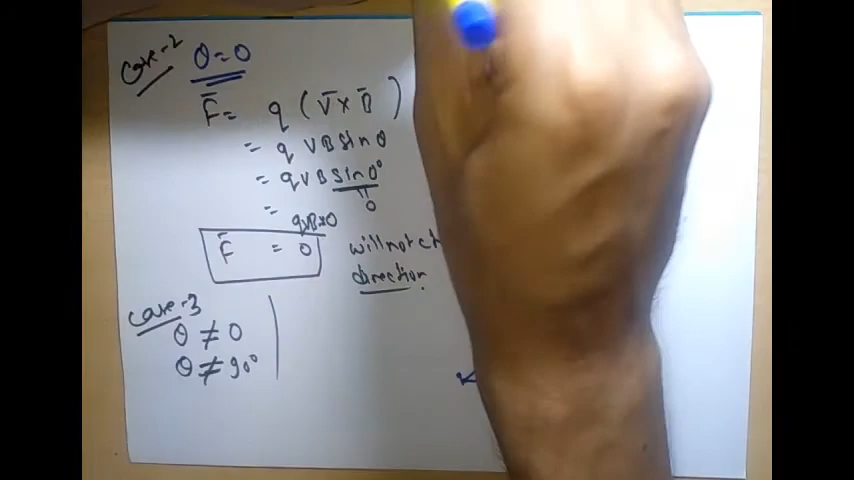 Case-2 θ=0
F̅ = q (V̅ × B̅)
= q VB sin θ
= qVB sin 0°
0
= qVB×0
F̅ = 0 will not
direction.
Case-3
θ ≠ 0
θ ≠ 90°